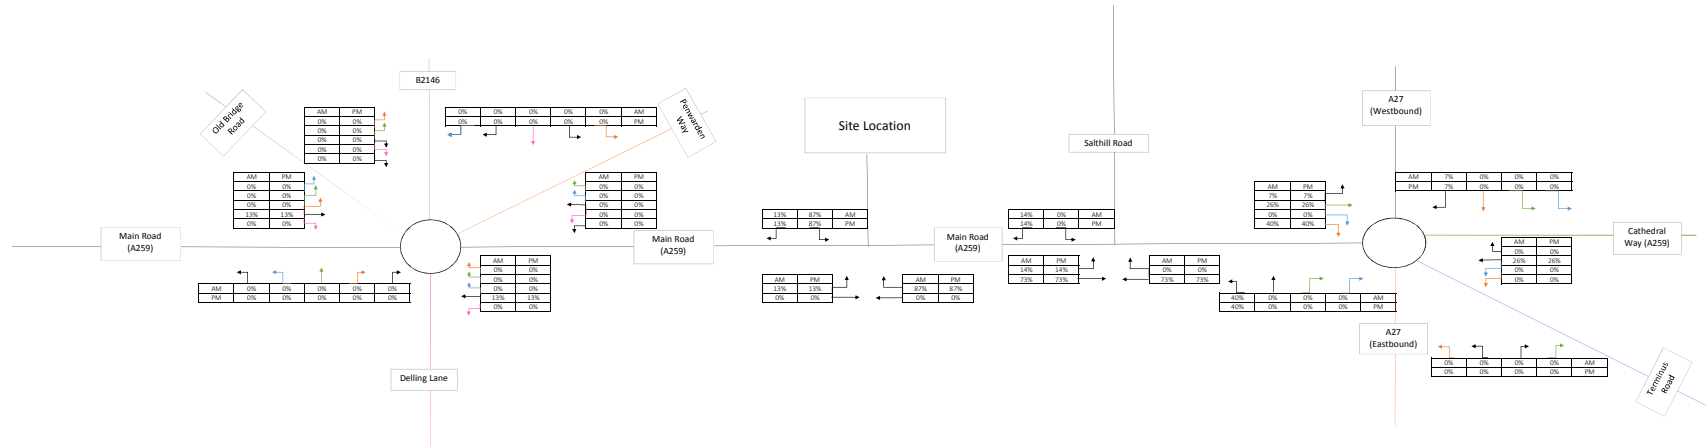 B2146
Old Bridge
Road
AM PM
0% 0%
0% 0%
0% 0%
0% 0%
0% 0%
0% 0% 0% 0% 0% AM
0% 0% 0% 0% 0% PM
Penwarden
Way
Site Location
Salthill Road
A27
(Westbound)
AM PM
0% 0%
0% 0%
0% 0%
13% 13%
0% 0%
AM PM
0% 0%
0% 0%
0% 0%
0% 0%
0% 0%
13% 87% AM
13% 87% PM
14% 0% AM
14% 0% PM
AM PM
7% 7%
26% 26%
0% 0%
40% 40%
AM 7% 0% 0% 0%
PM 7% 0% 0% 0%
Main Road
(A259)
Main Road
(A259)
Main Road
(A259)
Cathedral
Way (A259)
AM 0% 0% 0% 0% 0%
PM 0% 0% 0% 0% 0%
AM PM
0% 0%
0% 0%
0% 0%
13% 13%
0% 0%
AM PM
13% 13%
0% 0%
AM PM
87% 87%
0% 0%
AM PM
14% 14%
73% 73%
AM PM
0% 0%
73% 73%
40% 0% 0% 0% AM
40% 0% 0% 0% PM
AM PM
0% 0%
26% 26%
0% 0%
0% 0%
A27
(Eastbound)
0% 0% 0% 0% AM
0% 0% 0% 0% PM
Delling Lane
Terminus
Road